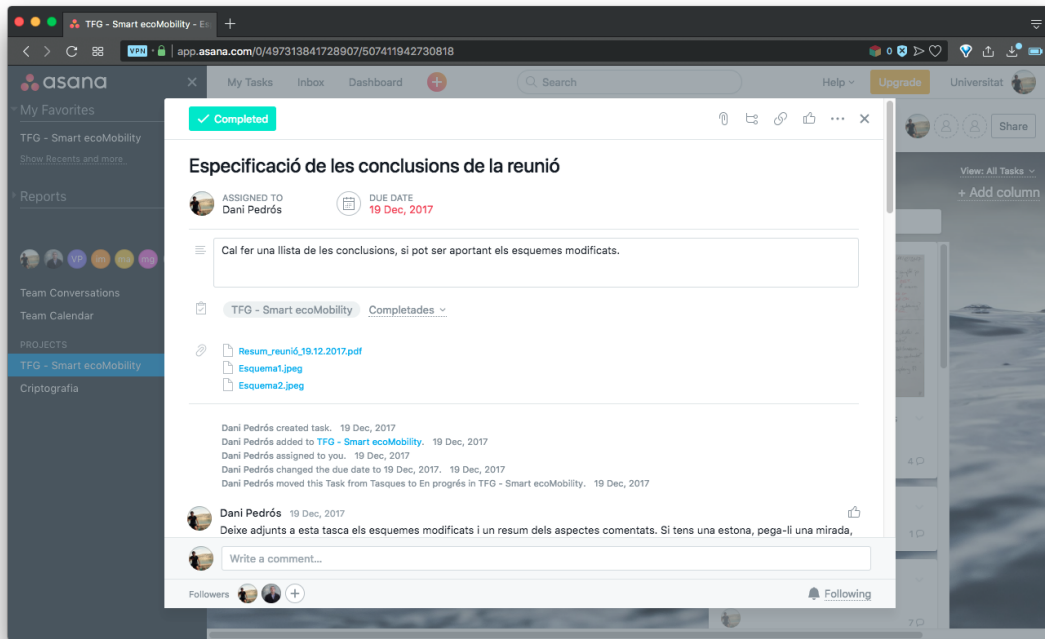 TFG - Smart ecoMobility - Es
VPN
app.asana.com/0/497313841728907/507411942730818
0
asana
My Tasks
Inbox
Dashboard
Search
Help
Upgrade
Universitat
My Favorites
TFG - Smart ecoMobility
Show Recents and more
Reports
VP
im
ma
mg
Team Conversations
Team Calendar
PROJECTS
TFG - Smart ecoMobility
Criptografia
Share
View: All Tasks
+ Add column
4
1
7
Completed
Especificació de les conclusions de la reunió
ASSIGNED TO
Dani Pedrós
DUE DATE
19 Dec, 2017
Cal fer una llista de les conclusions, si pot ser aportant els esquemes modificats.
TFG - Smart ecoMobility
Completades
Resum_reunió_19.12.2017.pdf
Esquema1.jpeg
Esquema2.jpeg
Dani Pedrós created task. 19 Dec, 2017
Dani Pedrós added to TFG - Smart ecoMobility. 19 Dec, 2017
Dani Pedrós assigned to you. 19 Dec, 2017
Dani Pedrós changed the due date to 19 Dec, 2017. 19 Dec, 2017
Dani Pedrós moved this Task from Tasques to En progrés in TFG - Smart ecoMobility. 19 Dec, 2017
Dani Pedrós 19 Dec, 2017
Deixe adjunts a esta tasca els esquemes modificats i un resum dels aspectes comentats. Si tens una estona, pega-li una mirada,
Write a comment...
Followers
Following